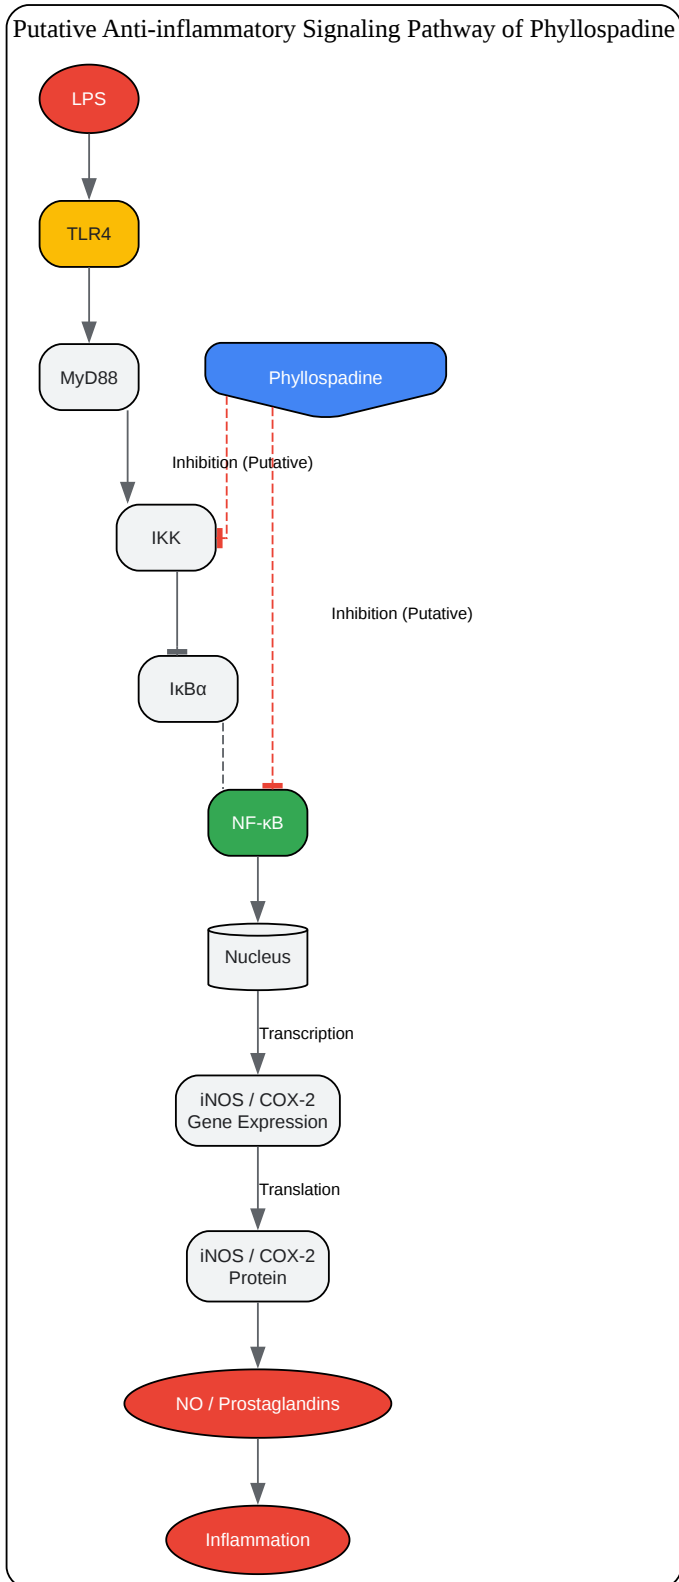 Putative Anti-inflammatory Signaling Pathway of Phyllospadine
LPS
TLR4
MyD88
Phyllospadine
Inhibition (Putative)
IKK
Inhibition (Putative)
IκBα
NF-κB
Nucleus
Transcription
iNOS / COX-2
Gene Expression
Translation
iNOS / COX-2
Protein
NO / Prostaglandins
Inflammation